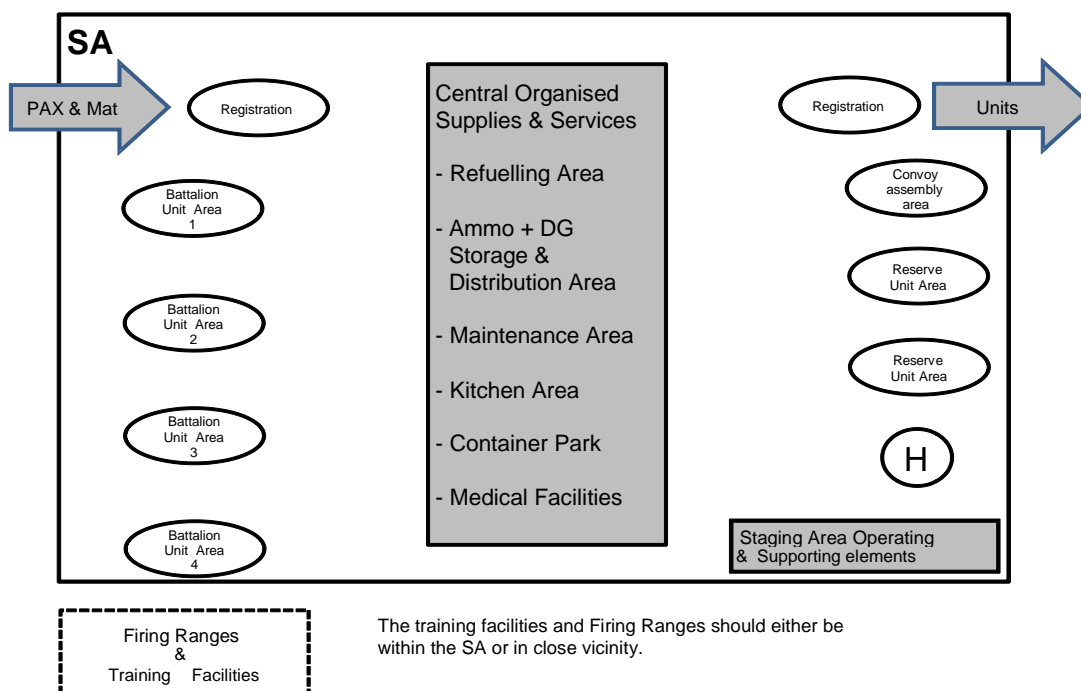 SA
PAX & Mat
Registration
Battalion
Unit Area
1
Battalion
Unit Area
2
Battalion
Unit Area
3
Battalion
Unit Area
4
Central Organised
Supplies & Services
- Refuelling Area
- Ammo + DG
Storage &
Distribution Area
- Maintenance Area
- Kitchen Area
- Container Park
- Medical Facilities
Registration
Units
Convoy
assembly
area
Reserve
Unit Area
Reserve
Unit Area
H
Staging Area Operating
& Supporting elements
Firing Ranges
&
Training Facilities
The training facilities and Firing Ranges should either be
within the SA or in close vicinity.